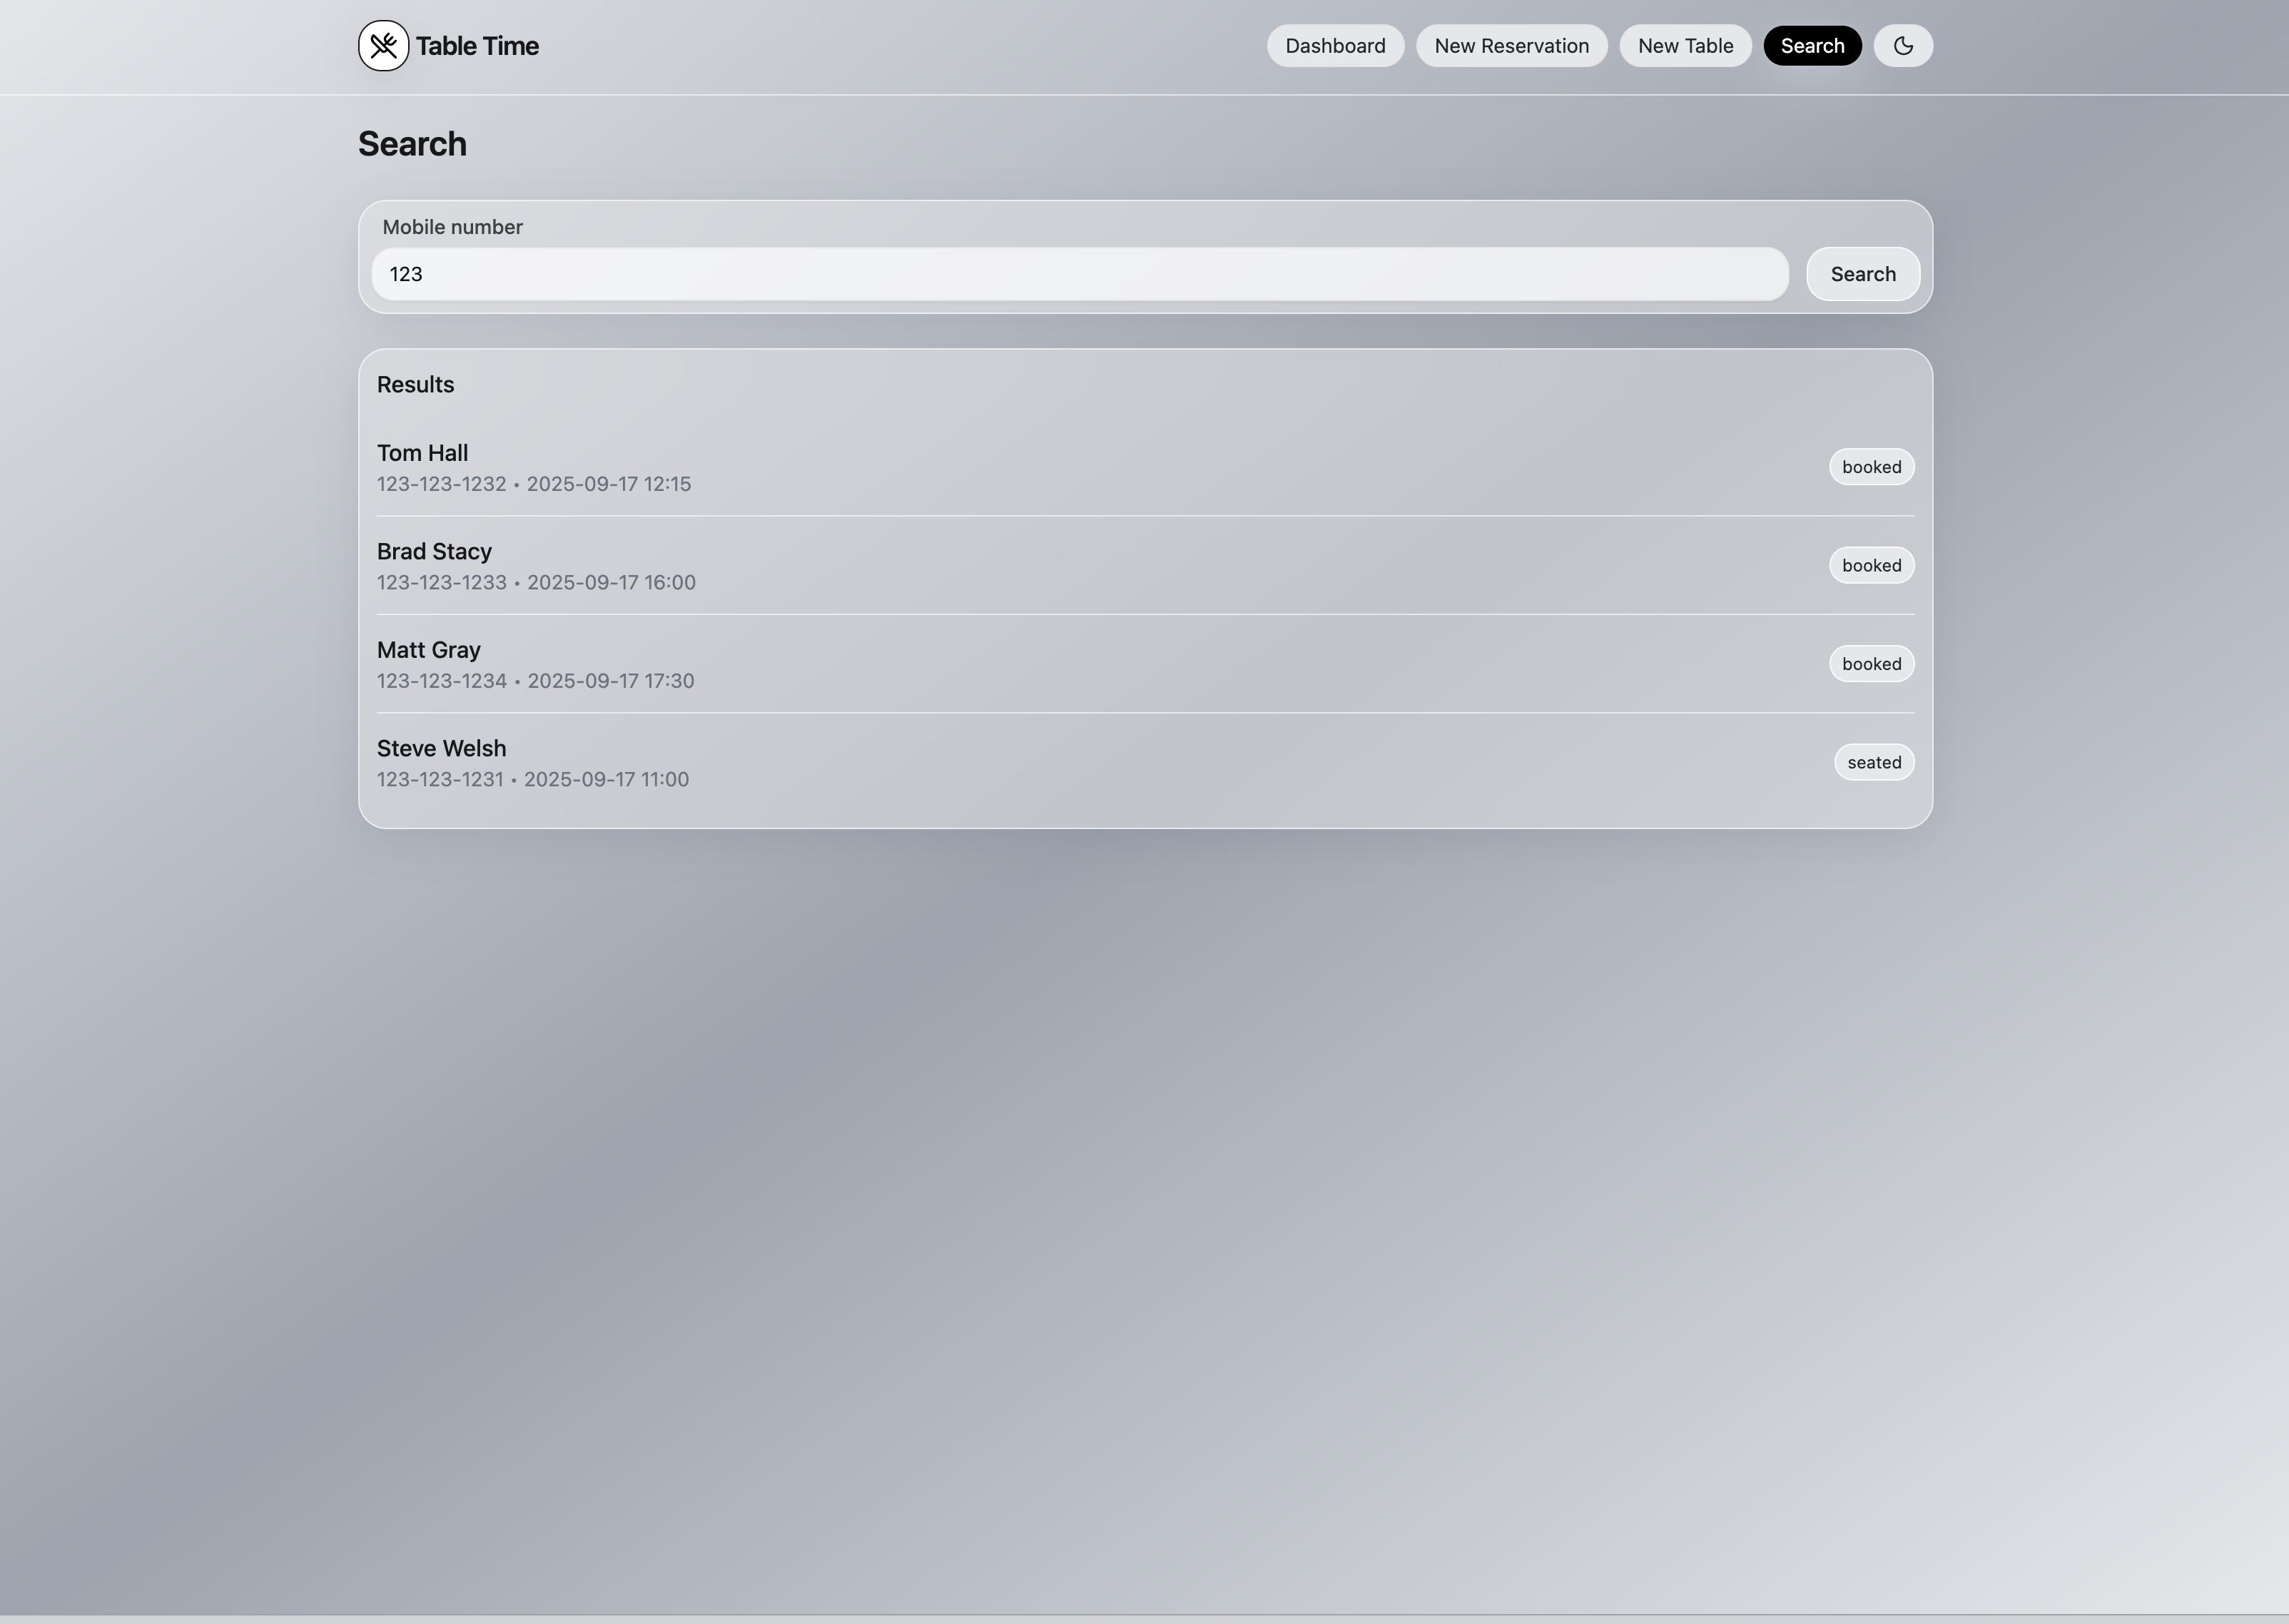 Table Time
Dashboard
New Reservation
New Table
Search
Search
Mobile number
123
Search
Results
Tom Hall
123-123-1232 • 2025-09-17 12:15
booked
Brad Stacy
123-123-1233 • 2025-09-17 16:00
booked
Matt Gray
123-123-1234 • 2025-09-17 17:30
booked
Steve Welsh
123-123-1231 • 2025-09-17 11:00
seated